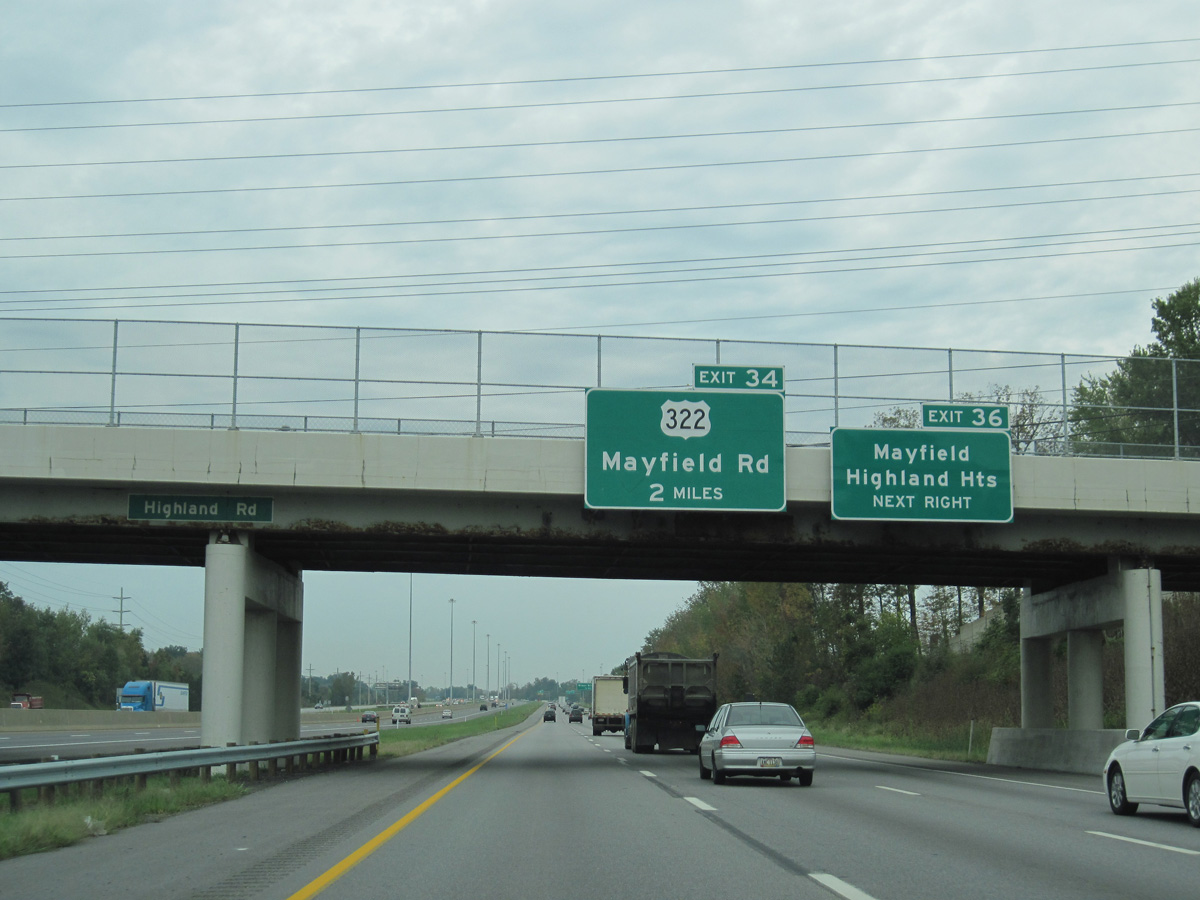 EXIT 34
322
Mayfield Rd
2 MILES
EXIT 36
Mayfield
Highland Hts
NEXT RIGHT
Highland Rd